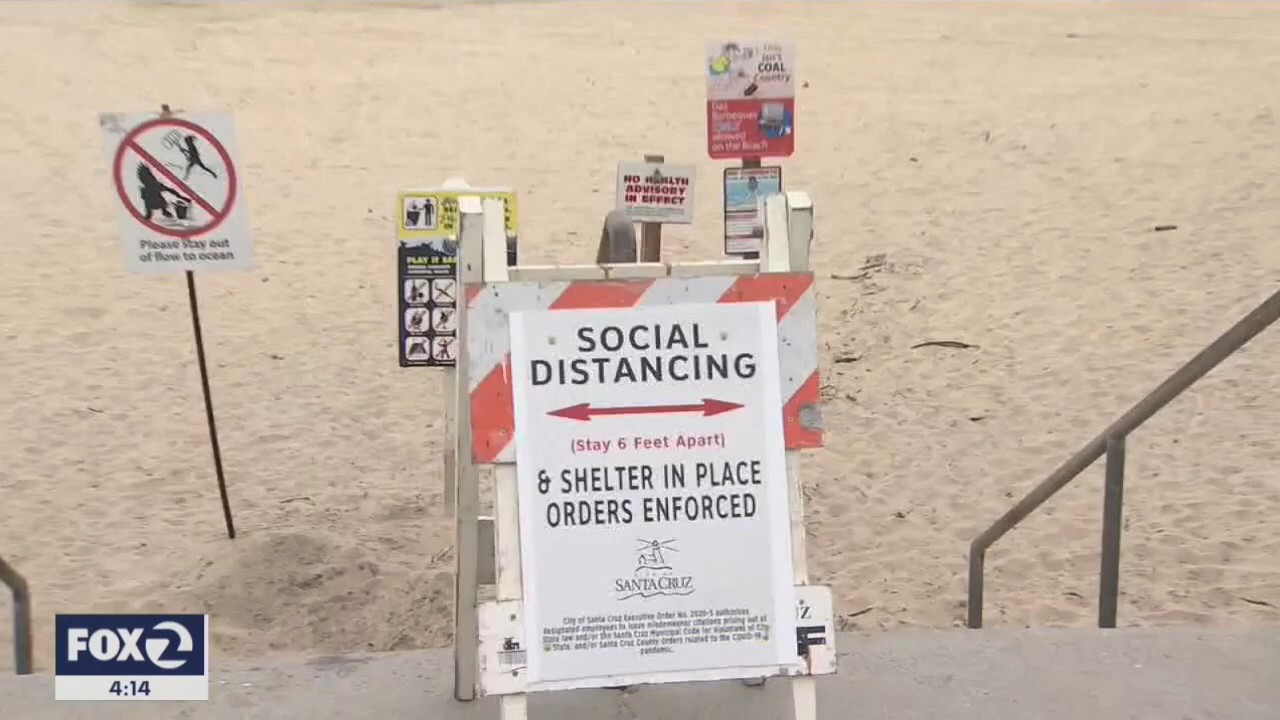 This
isn't
COAL
Country
Gas
Barbeques
allowed
on the Beach
NO HEALTH
ADVISORY
IN EFFECT
Please stay out
of flow to ocean
PLAY IT
SOCIAL
DISTANCING
(Stay 6 Feet Apart)
& SHELTER IN PLACE
ORDERS ENFORCED
CITY OF
SANTA CRUZ
City of Santa Cruz Executive Order No. 2020-5 authorizes
designated employees to issue misdemeanor citations arising out of
State law and/or the Santa Cruz Municipal Code for violations of City
State, and/or Santa Cruz County Orders related to the COVID-19
pandemic.
Z
FOX 2
4:14